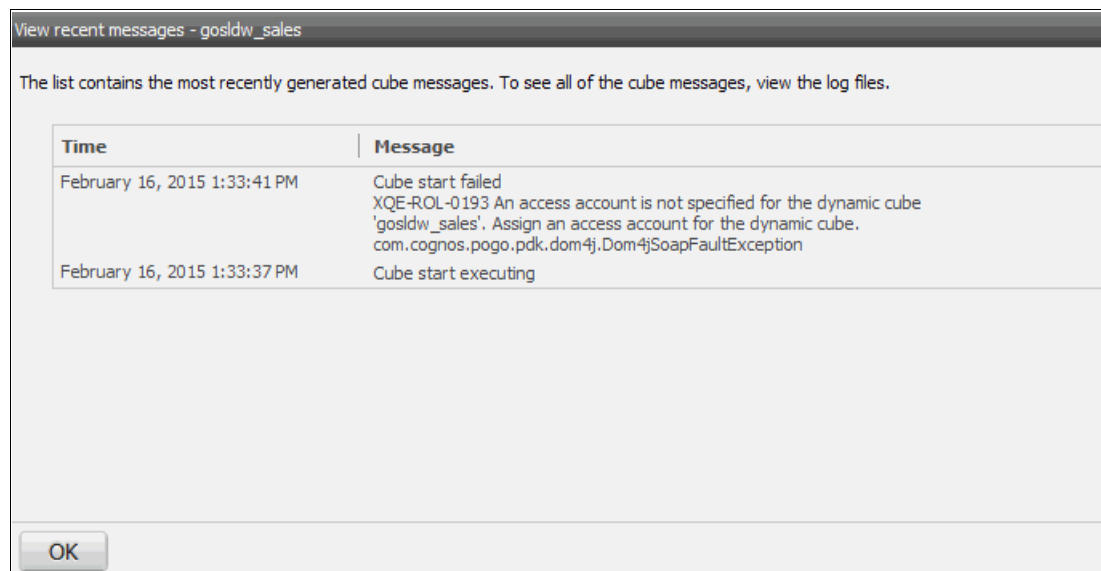 View recent messages - gosldw_sales
The list contains the most recently generated cube messages. To see all of the cube messages, view the log files.
Time Message
February 16, 2015 1:33:41 PM Cube start failed
XQE-ROL-0193 An access account is not specified for the dynamic cube
'gosldw_sales'. Assign an access account for the dynamic cube.
com.cognos.pogo.pdk.dom4j.Dom4jSoapFaultException
February 16, 2015 1:33:37 PM Cube start executing
OK